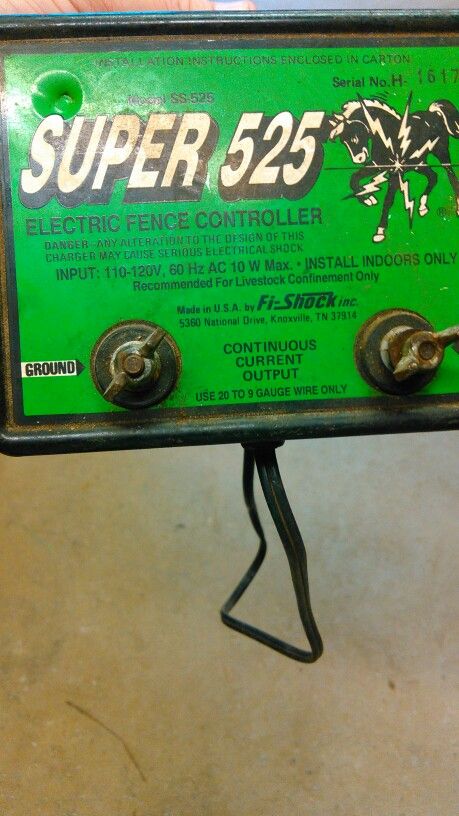 INSTALLATION INSTRUCTIONS ENCLOSED IN CARTON
Serial No. H- 1617
Model SS-525
SUPER 525
ELECTRIC FENCE CONTROLLER
DANGER-ANY ALTERATION TO THE DESIGN OF THIS
CHARGER MAY CAUSE SERIOUS ELECTRICAL SHOCK
INPUT: 110-120V, 60 Hz AC 10 W Max. • INSTALL INDOORS ONLY
Recommended For Livestock Confinement Only
Made in U.S.A. by Fi-Shock inc.
5360 National Drive, Knoxville, TN 37914
GROUND
CONTINUOUS
CURRENT
OUTPUT
USE 20 TO 9 GAUGE WIRE ONLY